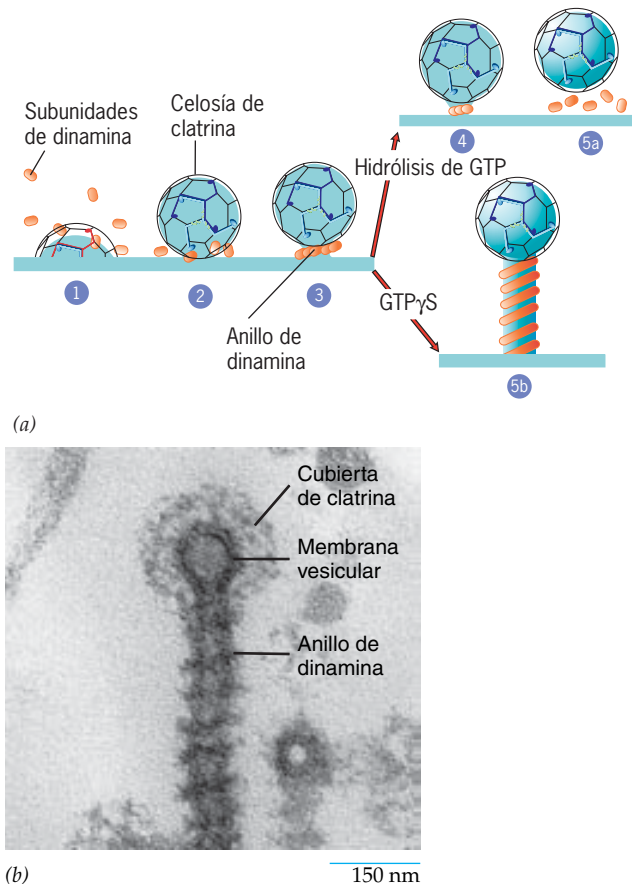 Subunidades
de dinamina
Celosía de
clatrina
1
2
3
Anillo de
dinamina
4
5a
Hidrólisis de GTP
GTPγS
5b
(a)
Cubierta
de clatrina
Membrana
vesicular
Anillo de
dinamina
(b)
150 nm